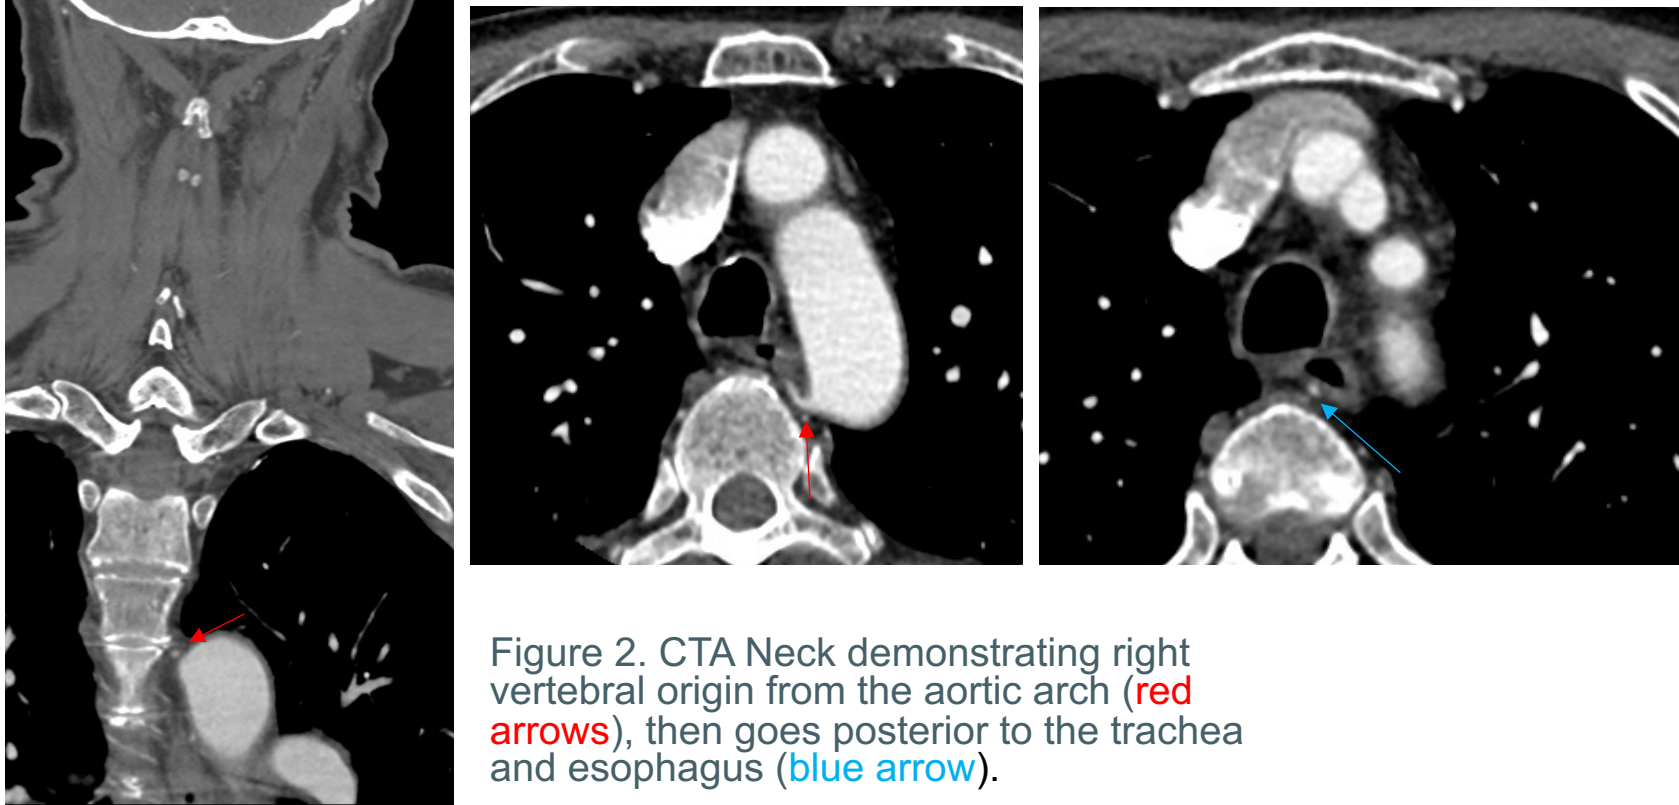 Figure 2. CTA Neck demonstrating right
vertebral origin from the aortic arch (red
arrows), then goes posterior to the trachea
and esophagus (blue arrow).